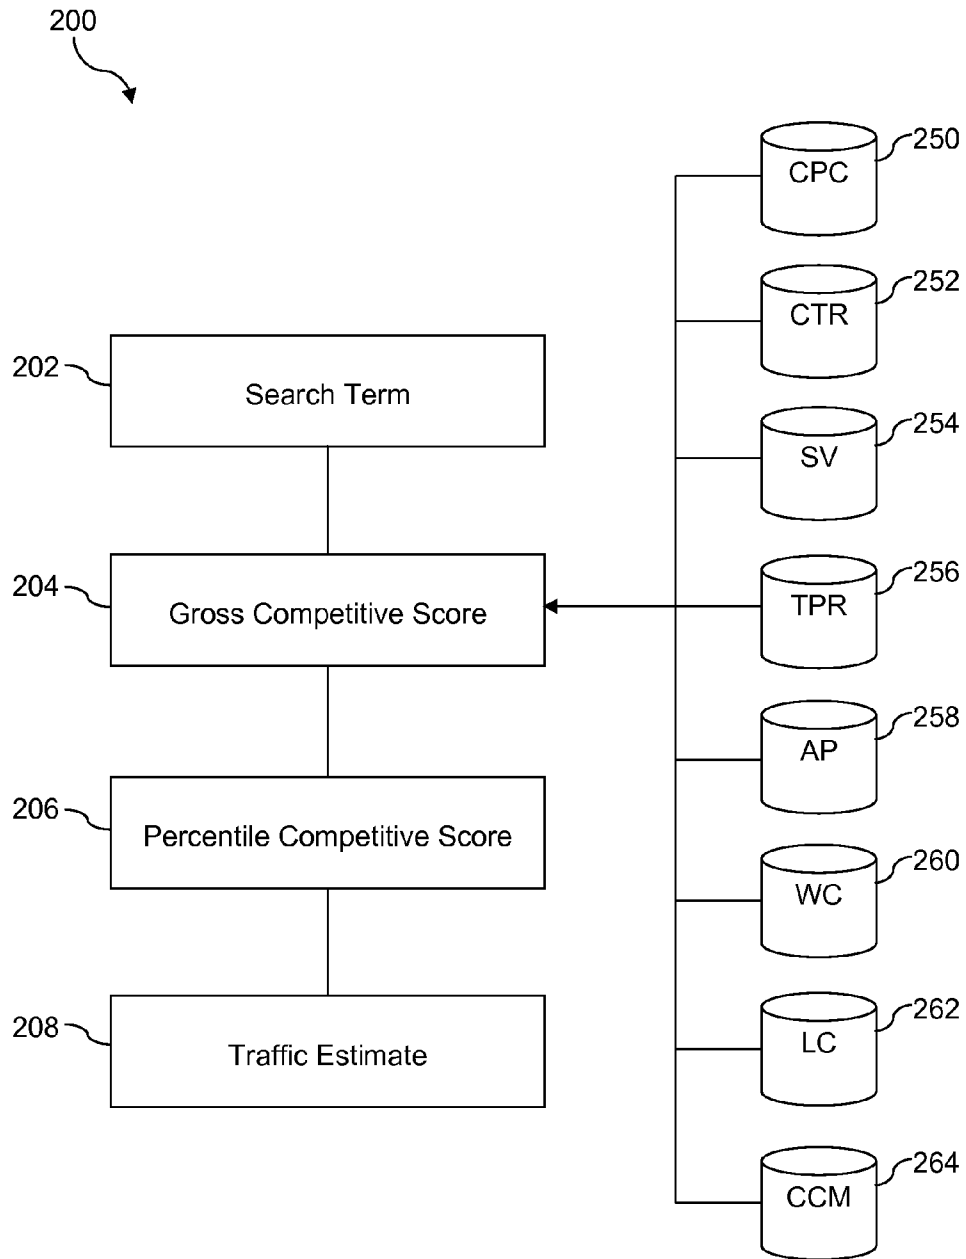 200
CPC
250
CTR
252
202
Search Term
SV
254
204
Gross Competitive Score
TPR
256
AP
258
206
Percentile Competitive Score
WC
260
208
Traffic Estimate
LC
262
CCM
264